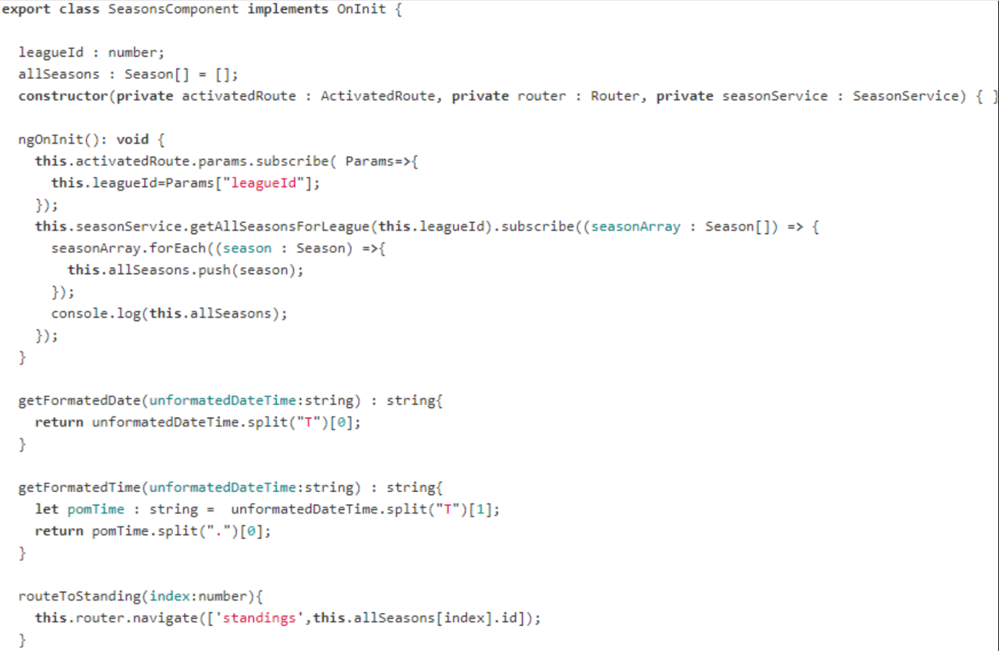 export class SeasonsComponent implements OnInit {
leagueId : number;
allSeasons : Season[] = [];
constructor(private activatedRoute : ActivatedRoute, private router : Router, private seasonService : SeasonService) { }
ngOnInit(): void {
this.activatedRoute.params.subscribe( Params=>{
this.leagueId=Params["leagueId"];
});
this.seasonService.getAllSeasonsForLeague(this.leagueId).subscribe((seasonArray : Season[]) => {
seasonArray.forEach((season : Season) =>{
this.allSeasons.push(season);
});
console.log(this.allSeasons);
});
}
getFormatedDate(unformatedDateTime:string) : string{
return unformatedDateTime.split("T")[0];
}
getFormatedTime(unformatedDateTime:string) : string{
let pomTime : string =  unformatedDateTime.split("T")[1];
return pomTime.split(".")[0];
}
routeToStanding(index:number){
this.router.navigate(['standings',this.allSeasons[index].id]);
}